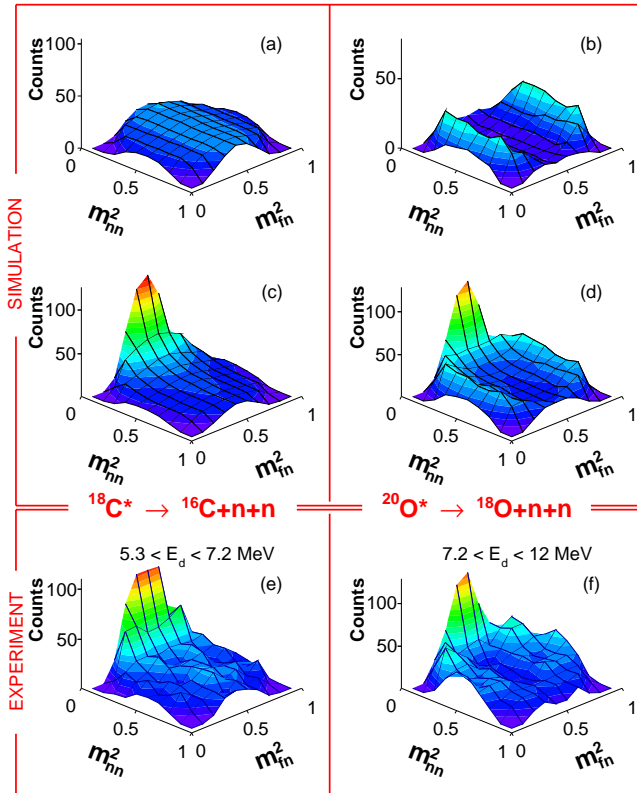 SIMULATION
(a)
Counts
100
50
0
0
0.5
1
m²nn
0
0.5
1
m²fn
(b)
Counts
50
0
0.5
1
m²nn
0
0.5
1
m²fn
(c)
Counts
100
50
0
0.5
1
m²nn
0
0.5
1
m²fn
(d)
Counts
100
50
0
0.5
1
m²nn
0
0.5
1
m²fn
¹⁸C* → ¹⁶C+n+n
²⁰O* → ¹⁸O+n+n
EXPERIMENT
5.3 < E_d < 7.2 MeV
(e)
Counts
100
50
0
0.5
1
m²nn
0
0.5
1
m²fn
7.2 < E_d < 12 MeV
(f)
Counts
100
50
0
0.5
1
m²nn
0
0.5
1
m²fn